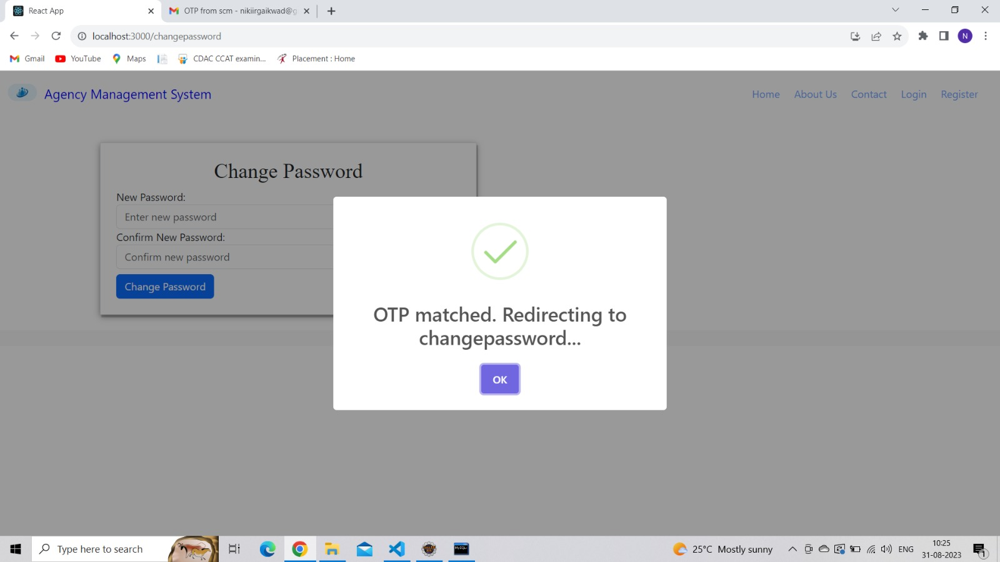 React App
OTP from scm - nikiirgaikwad@g
localhost:3000/changepassword
N
Gmail
YouTube
Maps
CDAC CCAT examin...
Placement : Home
Agency Management System
Home
About Us
Contact
Login
Register
Change Password
New Password:
Enter new password
Confirm New Password:
Confirm new password
Change Password
OTP matched. Redirecting to
changepassword...
OK
Type here to search
25°C Mostly sunny
ENG
10:25
31-08-2023
1